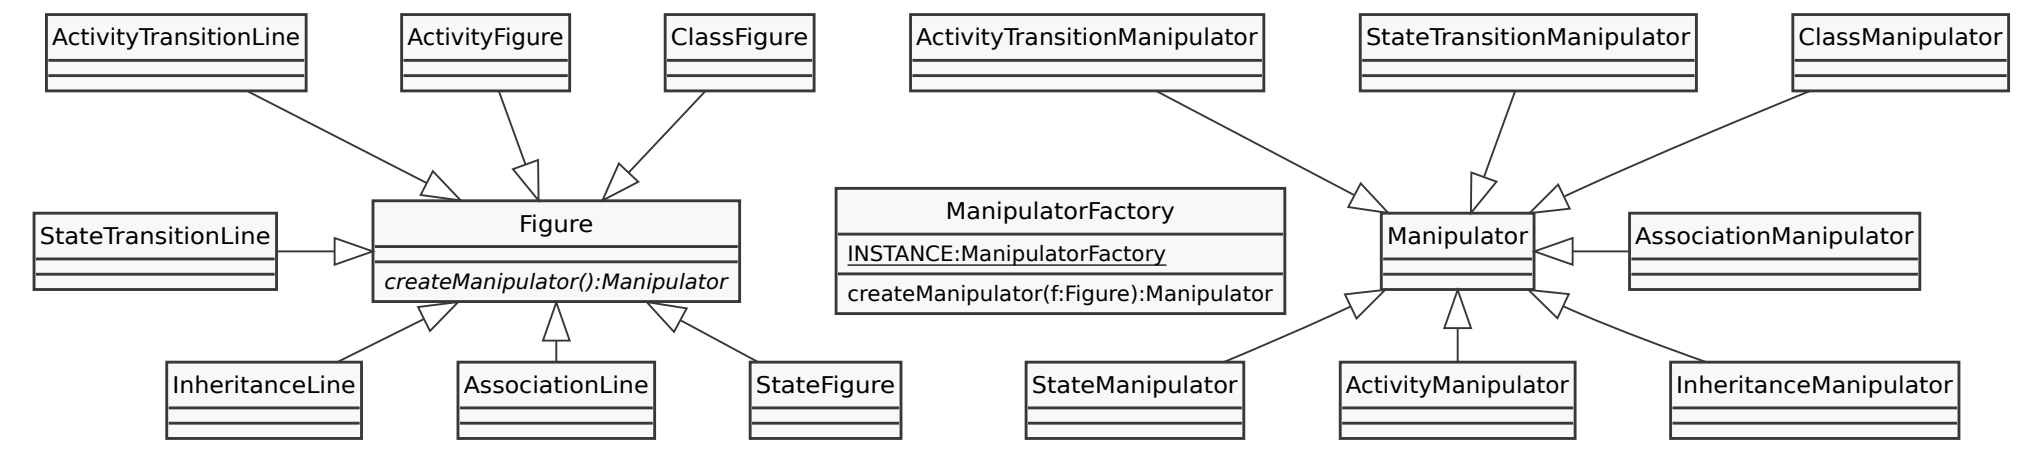 ActivityTransitionLine
ActivityFigure
ClassFigure
ActivityTransitionManipulator
StateTransitionManipulator
ClassManipulator
StateTransitionLine
Figure
createManipulator():Manipulator
ManipulatorFactory
INSTANCE:ManipulatorFactory
createManipulator(f:Figure):Manipulator
Manipulator
AssociationManipulator
InheritanceLine
AssociationLine
StateFigure
StateManipulator
ActivityManipulator
InheritanceManipulator